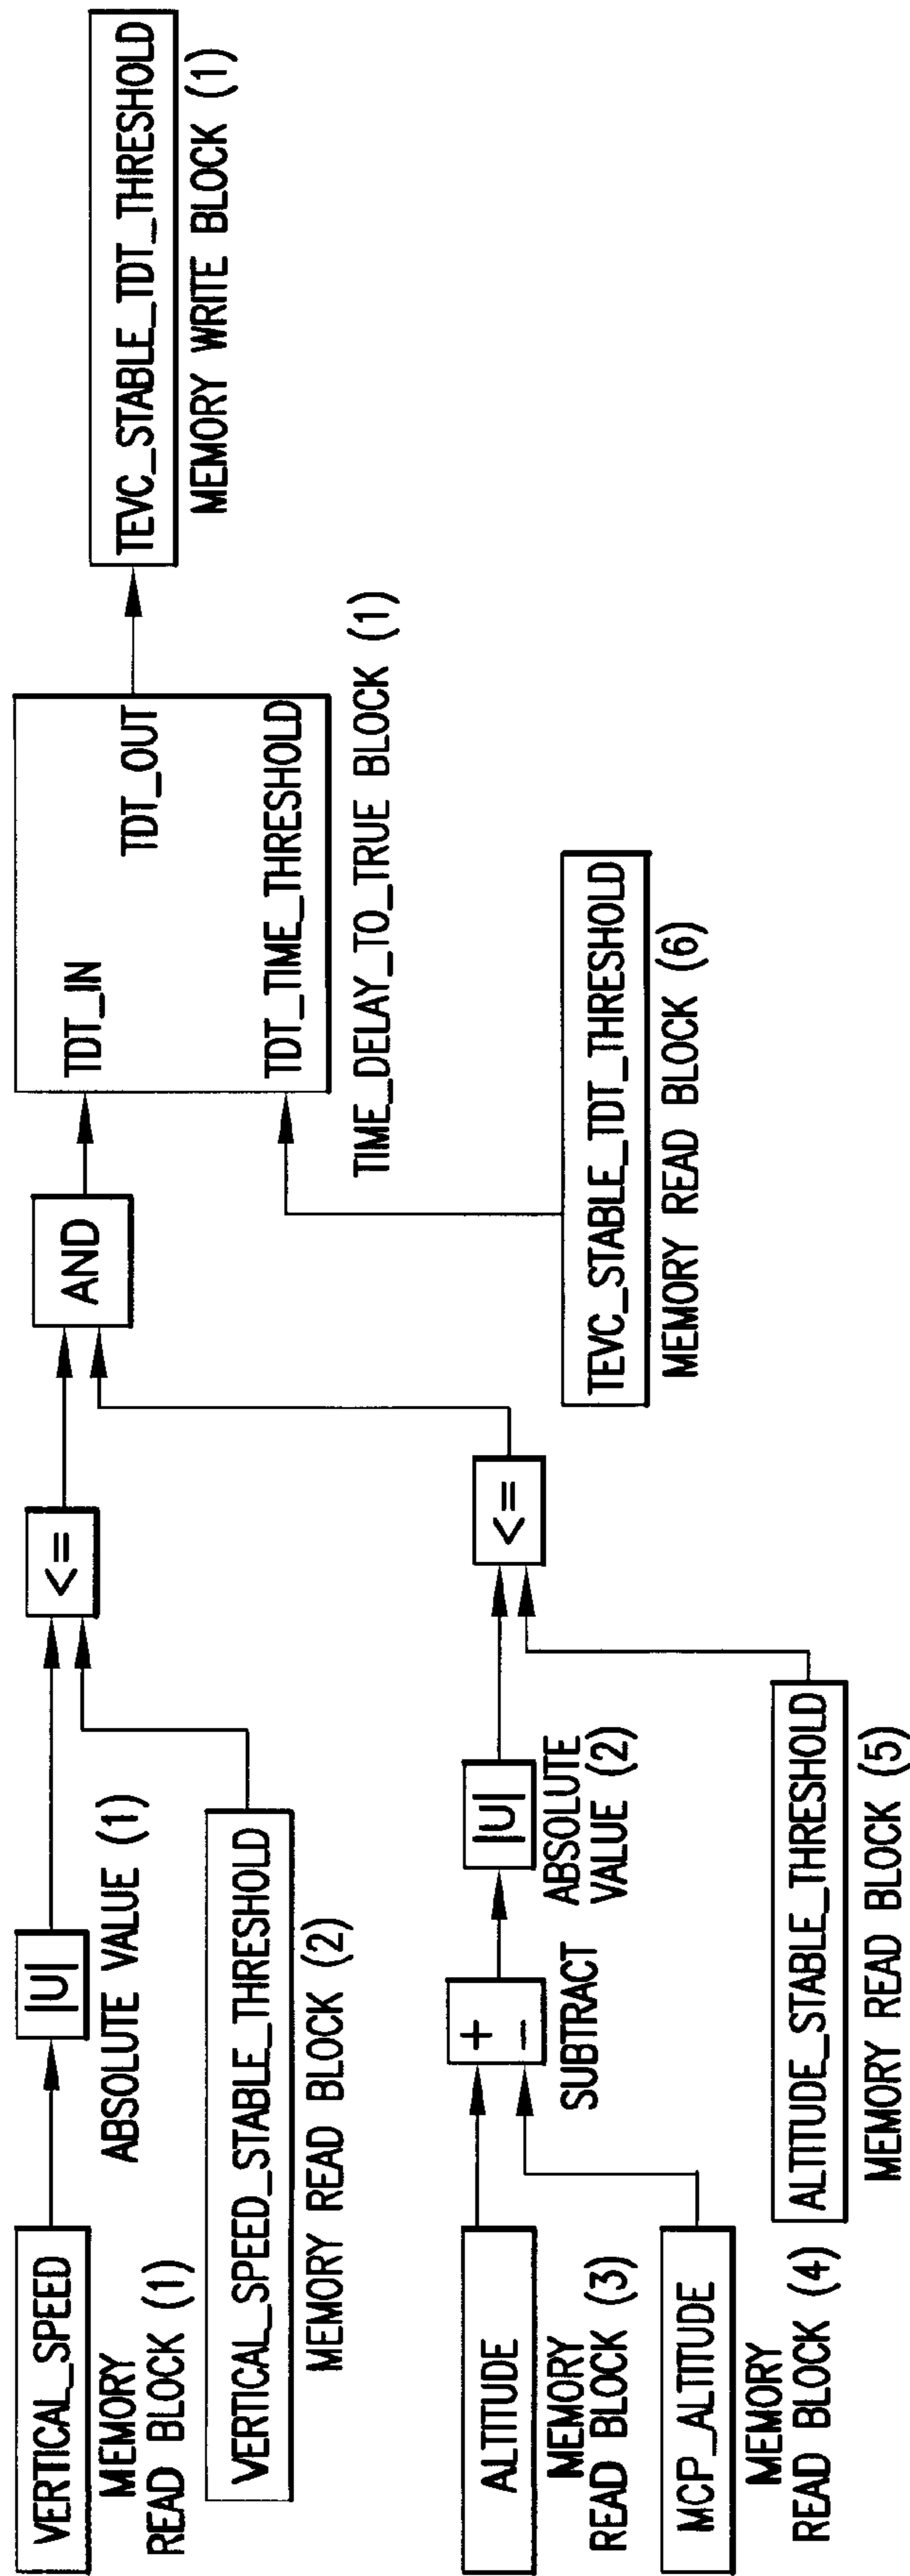 VERTICAL_SPEED
MEMORY
READ BLOCK (1)
|U|
ABSOLUTE VALUE (1)
VERTICAL_SPEED_STABLE_THRESHOLD
MEMORY READ BLOCK (2)
<=
AND
TDT_IN
TDT_OUT
TDT_TIME_THRESHOLD
TIME_DELAY_TO_TRUE BLOCK (1)
TEVC_STABLE_TDT_THRESHOLD
MEMORY WRITE BLOCK (1)
ALTITUDE
MEMORY
READ BLOCK (3)
MCP_ALTITUDE
MEMORY
READ BLOCK (4)
+
−
SUBTRACT
|U|
ABSOLUTE
VALUE (2)
ALTITUDE_STABLE_THRESHOLD
MEMORY READ BLOCK (5)
<=
TEVC_STABLE_TDT_THRESHOLD
MEMORY READ BLOCK (6)